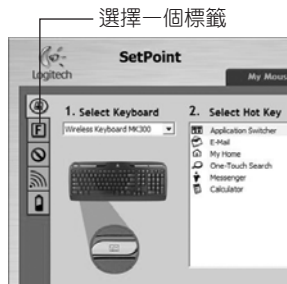 選擇一個標籤
Logitech
SetPoint
My Mous
1. Select Keyboard
2. Select Hot Key
Wireless Keyboard MK300
Application Switcher
E-Mail
My Home
One-Touch Search
Messenger
Calculator
F